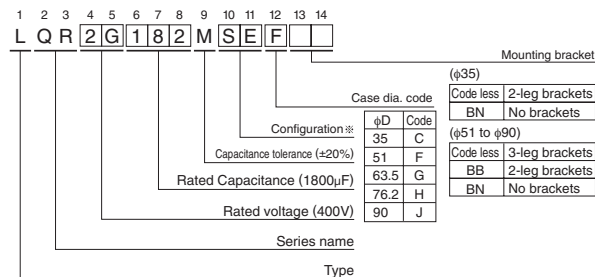 1 2 3 4 5 6 7 8 9 10 11 12 13 14
L Q R 2 G 1 8 2 M S E F
Mounting bracket
(ϕ35)
Code less 2-leg brackets
BN No brackets
(ϕ51 to ϕ90)
Code less 3-leg brackets
BB 2-leg brackets
BN No brackets
Case dia. code
ϕD Code
35 C
51 F
63.5 G
76.2 H
90 J
Configuration※
Capacitance tolerance (±20%)
Rated Capacitance (1800µF)
Rated voltage (400V)
Series name
Type